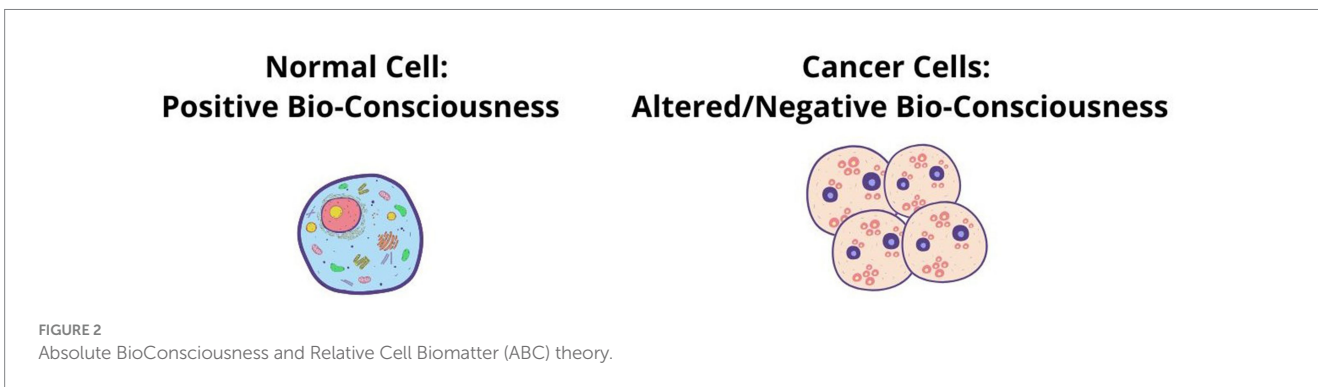 Normal Cell:
Positive Bio-Consciousness
Cancer Cells:
Altered/Negative Bio-Consciousness
FIGURE 2
Absolute BioConsciousness and Relative Cell Biomatter (ABC) theory.